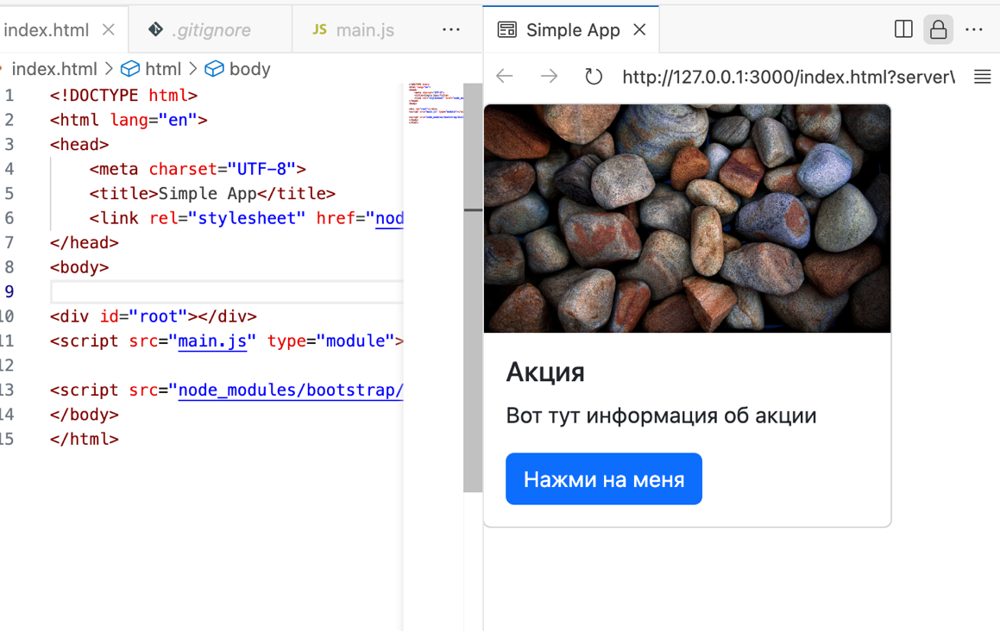 index.html
.gitignore
JS main.js
Simple App
index.html > html > body
http://127.0.0.1:3000/index.html?server\
1 <!DOCTYPE html>
2 <html lang="en">
3 <head>
4 <meta charset="UTF-8">
5 <title>Simple App</title>
6 <link rel="stylesheet" href="nod
7 </head>
8 <body>
9
10 <div id="root"></div>
11 <script src="main.js" type="module">
12
13 <script src="node_modules/bootstrap/
14 </body>
15 </html>
Акция
Вот тут информация об акции
Нажми на меня